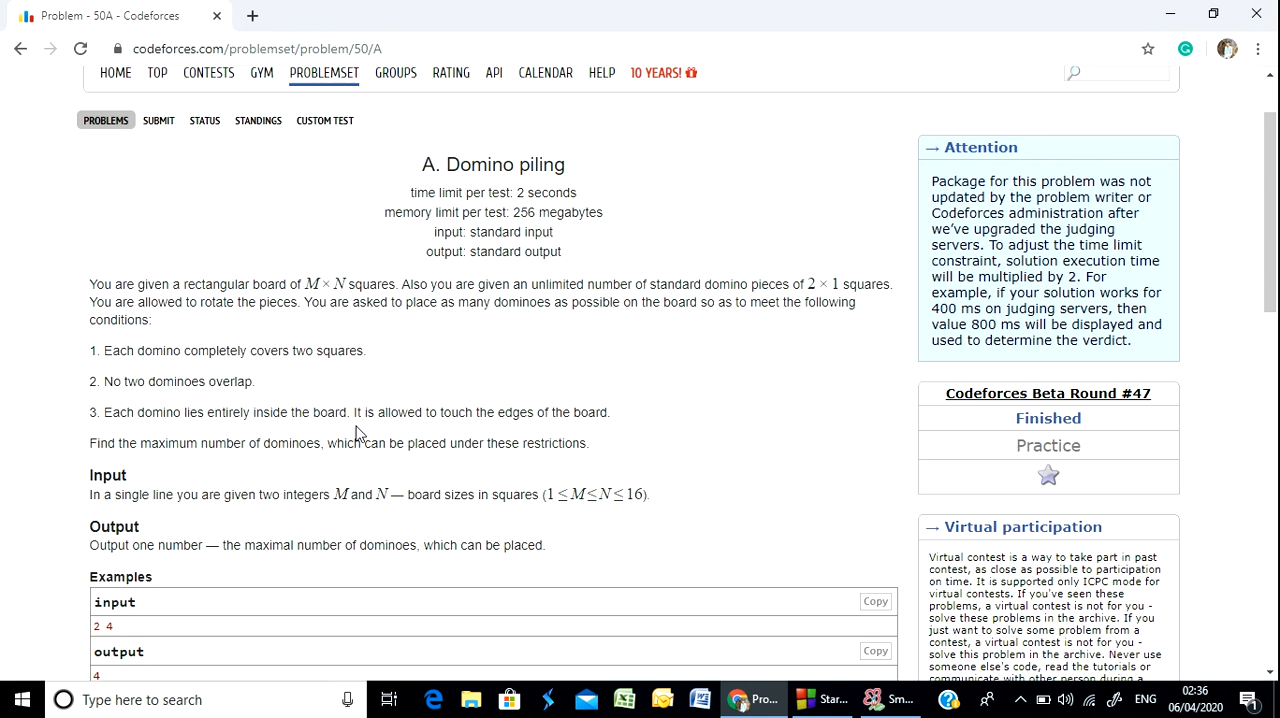 Problem - 50A - Codeforces
codeforces.com/problemset/problem/50/A
HOME TOP CONTESTS GYM PROBLEMSET GROUPS RATING API CALENDAR HELP 10 YEARS!
PROBLEMS SUBMIT STATUS STANDINGS CUSTOM TEST
A. Domino piling
time limit per test: 2 seconds
memory limit per test: 256 megabytes
input: standard input
output: standard output
You are given a rectangular board of M × N squares. Also you are given an unlimited number of standard domino pieces of 2 × 1 squares.
You are allowed to rotate the pieces. You are asked to place as many dominoes as possible on the board so as to meet the following
conditions:
1. Each domino completely covers two squares.
2. No two dominoes overlap.
3. Each domino lies entirely inside the board. It is allowed to touch the edges of the board.
Find the maximum number of dominoes, which can be placed under these restrictions.
Input
In a single line you are given two integers M and N — board sizes in squares (1 ≤ M ≤ N ≤ 16).
Output
Output one number — the maximal number of dominoes, which can be placed.
Examples
input
Copy
2 4
output
Copy
4
→ Attention
Package for this problem was not
updated by the problem writer or
Codeforces administration after
we've upgraded the judging
servers. To adjust the time limit
constraint, solution execution time
will be multiplied by 2. For
example, if your solution works for
400 ms on judging servers, then
value 800 ms will be displayed and
used to determine the verdict.
Codeforces Beta Round #47
Finished
Practice
→ Virtual participation
Virtual contest is a way to take part in past
contest, as close as possible to participation
on time. It is supported only ICPC mode for
virtual contests. If you've seen these
problems, a virtual contest is not for you -
solve these problems in the archive. If you
just want to solve some problem from a
contest, a virtual contest is not for you -
solve this problem in the archive. Never use
someone else's code, read the tutorials or
communicate with other person during a
Type here to search
Pro...
Star...
Sm...
ENG
02:36
06/04/2020